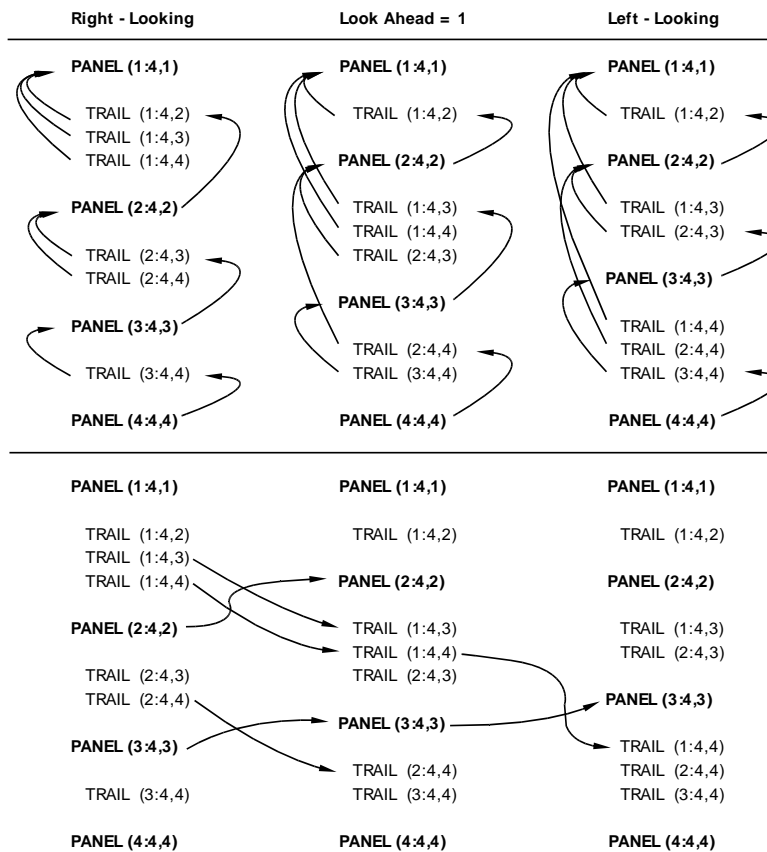 Right - Looking Look Ahead = 1 Left - Looking
PANEL (1:4,1) PANEL (1:4,1) PANEL (1:4,1)
TRAIL (1:4,2) TRAIL (1:4,2) TRAIL (1:4,2)
TRAIL (1:4,3)
TRAIL (1:4,4) PANEL (2:4,2) PANEL (2:4,2)
PANEL (2:4,2) TRAIL (1:4,3) TRAIL (1:4,3)
TRAIL (1:4,4) TRAIL (2:4,3)
TRAIL (2:4,3) TRAIL (2:4,3)
TRAIL (2:4,4) PANEL (3:4,3)
PANEL (3:4,3)
PANEL (3:4,3) TRAIL (1:4,4)
TRAIL (2:4,4) TRAIL (2:4,4)
TRAIL (3:4,4) TRAIL (3:4,4) TRAIL (3:4,4)
PANEL (4:4,4) PANEL (4:4,4) PANEL (4:4,4)
PANEL (1:4,1) PANEL (1:4,1) PANEL (1:4,1)
TRAIL (1:4,2) TRAIL (1:4,2) TRAIL (1:4,2)
TRAIL (1:4,3)
TRAIL (1:4,4) PANEL (2:4,2) PANEL (2:4,2)
PANEL (2:4,2) TRAIL (1:4,3) TRAIL (1:4,3)
TRAIL (1:4,4) TRAIL (2:4,3)
TRAIL (2:4,3) TRAIL (2:4,3)
TRAIL (2:4,4) PANEL (3:4,3)
PANEL (3:4,3)
PANEL (3:4,3) TRAIL (1:4,4)
TRAIL (2:4,4) TRAIL (2:4,4)
TRAIL (3:4,4) TRAIL (3:4,4) TRAIL (3:4,4)
PANEL (4:4,4) PANEL (4:4,4) PANEL (4:4,4)